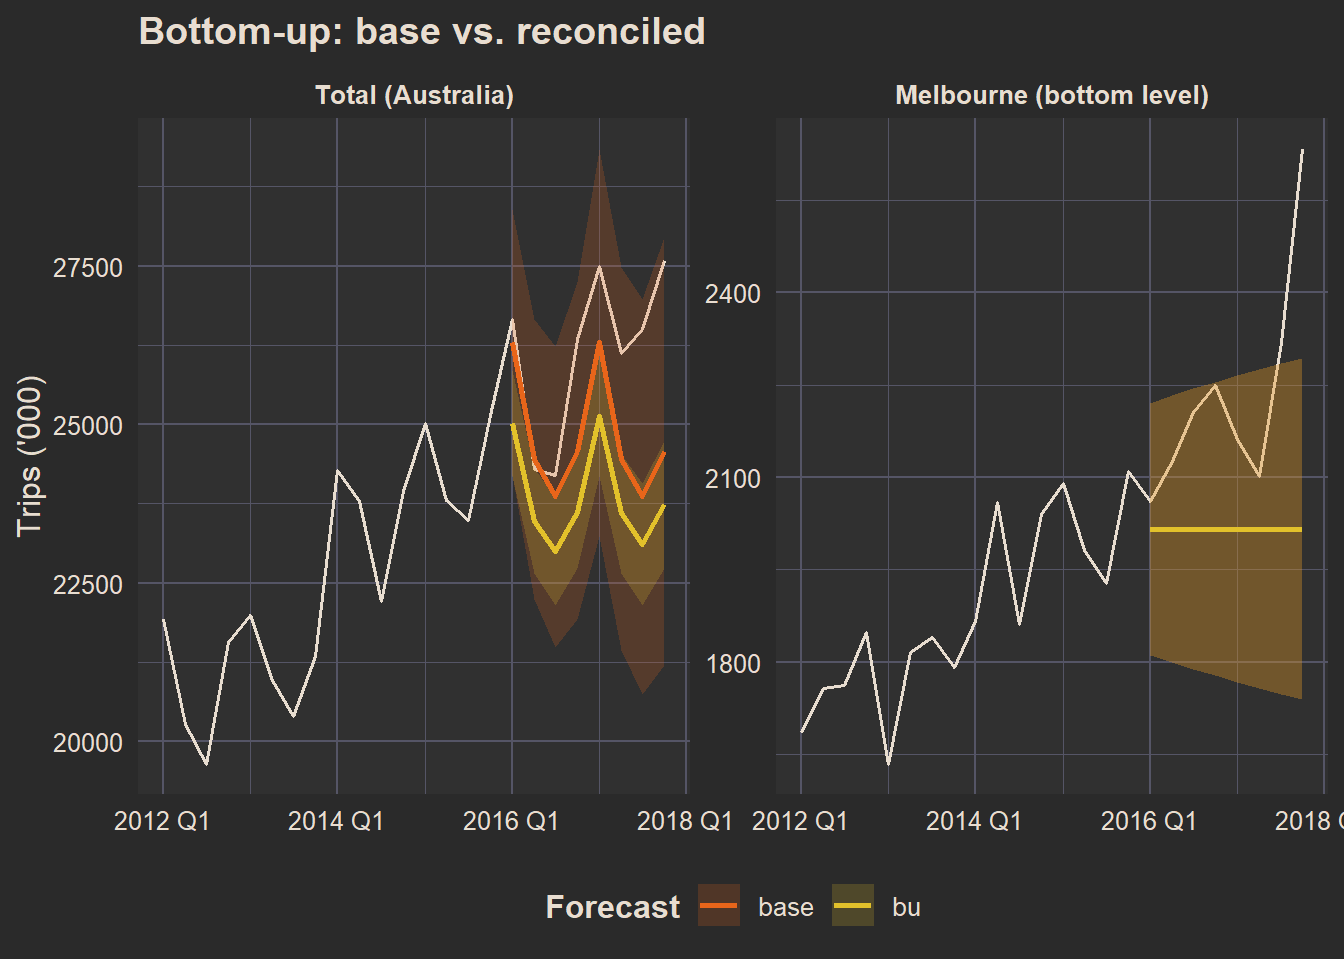 Bottom-up: base vs. reconciled
Total (Australia)
Melbourne (bottom level)
Trips ('000)
27500
25000
22500
20000
2400
2100
1800
2012 Q1
2014 Q1
2016 Q1
2018 Q1
2012 Q1
2014 Q1
2016 Q1
2018 Q
Forecast
base
bu